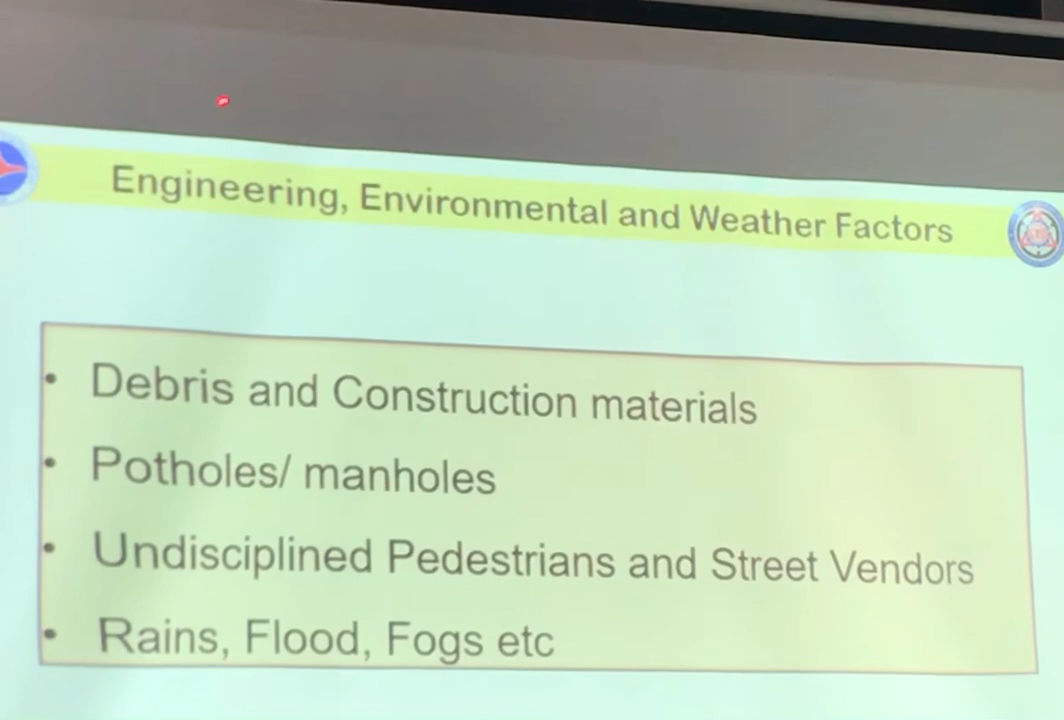 Engineering, Environmental and Weather Factors
• Debris and Construction materials
• Potholes/ manholes
• Undisciplined Pedestrians and Street Vendors
• Rains, Flood, Fogs etc